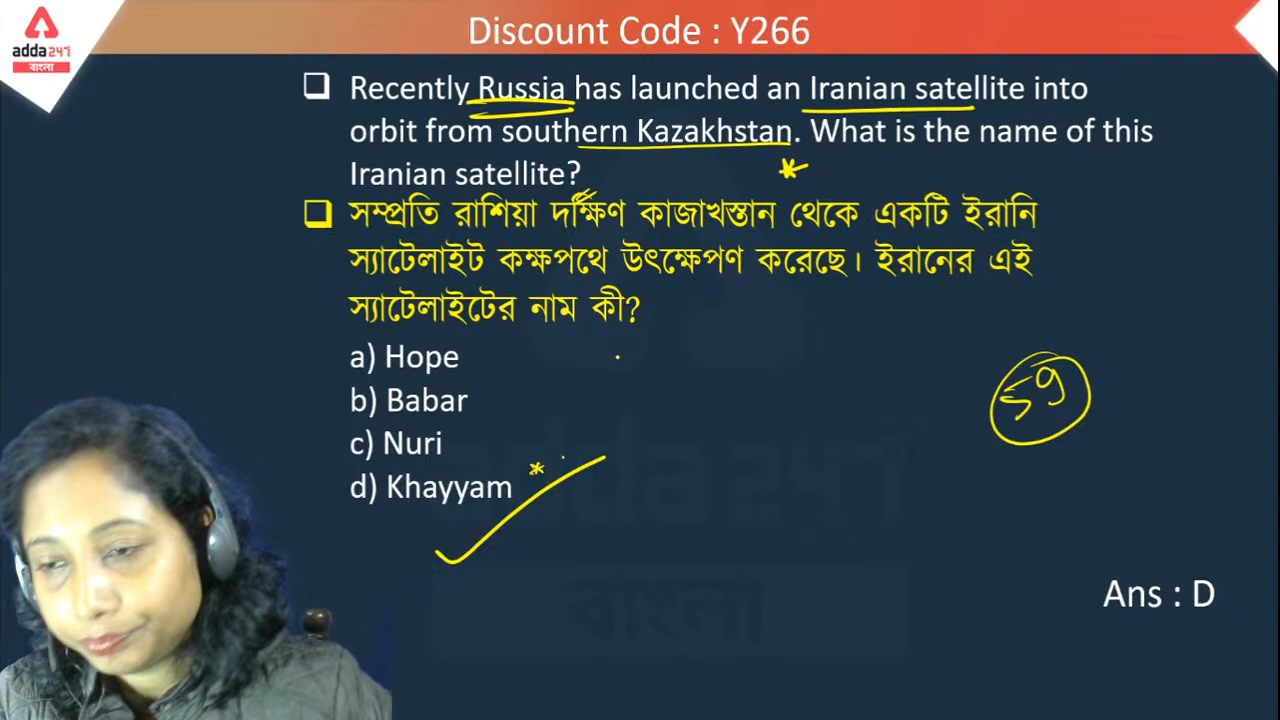 Discount Code : Y266
adda247
বাংলা
Recently Russia has launched an Iranian satellite into
orbit from southern Kazakhstan. What is the name of this
Iranian satellite?
সম্প্রতি রাশিয়া দক্ষিণ কাজাখস্তান থেকে একটি ইরানি
স্যাটেলাইট কক্ষপথে উৎক্ষেপণ করেছে। ইরানের এই
স্যাটেলাইটের নাম কী?
a) Hope
b) Babar
c) Nuri
d) Khayyam
59
adda247
বাংলা
Ans : D